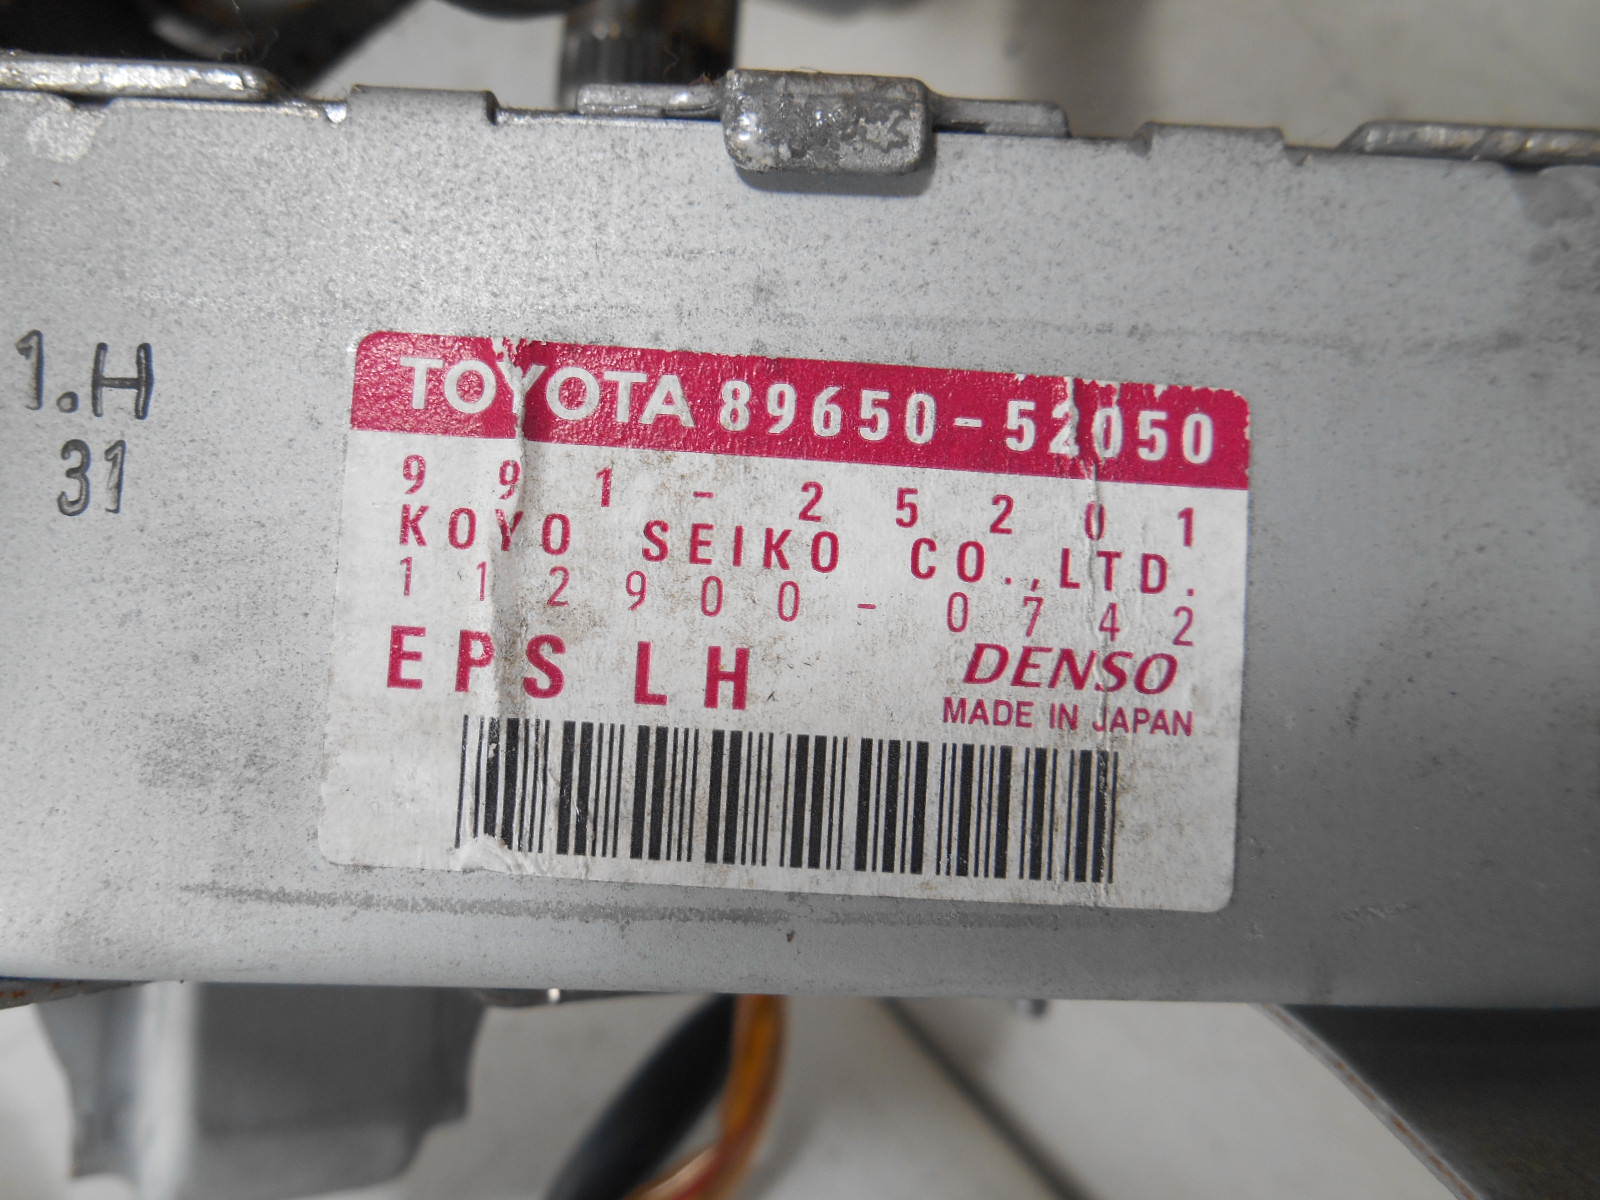 1.H
31
TOYOTA 89650-52050
991-25201
KOYO SEIKO CO.,LTD.
112900-0742
EPS LH
DENSO
MADE IN JAPAN